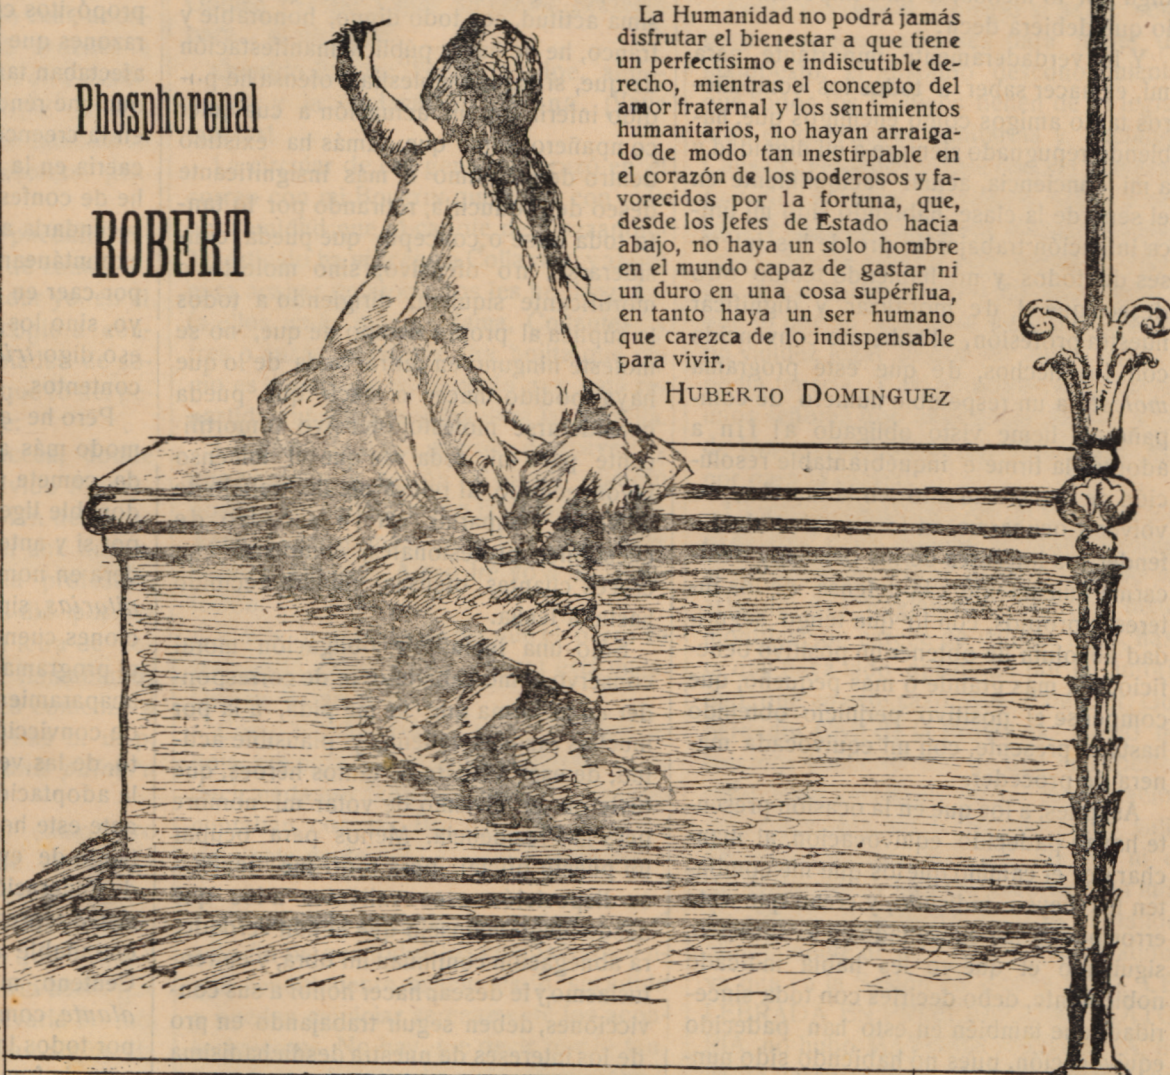 Phosphorenal
ROBERT
La Humanidad no podrá jamás
disfrutar el bienestar a que tiene
un perfectísimo e indiscutible de-
recho, mientras el concepto del
amor fraternal y los sentimientos
humanitarios, no hayan arraiga-
do de modo tan inestirpable en
el corazón de los poderosos y fa-
vorecidos por la fortuna, que,
desde los Jefes de Estado hacia
abajo, no haya un solo hombre
en el mundo capaz de gastar ni
un duro en una cosa supérflua,
en tanto haya un ser humano
que carezca de lo indispensable
para vivir.
HUBERTO DOMINGUEZ